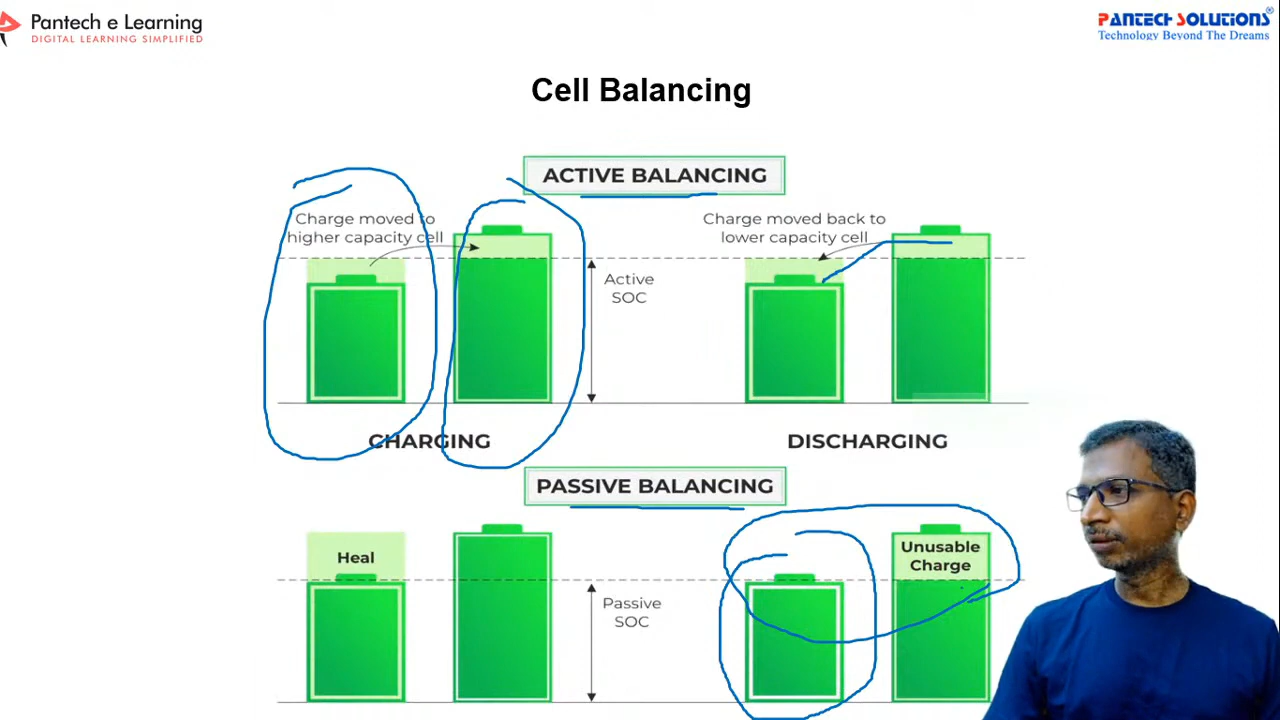 Pantech e Learning
DIGITAL LEARNING SIMPLIFIED
PANTECH SOLUTIONS®
Technology Beyond The Dreams
Cell Balancing
ACTIVE BALANCING
Charge moved to
higher capacity cell
Active
SOC
Charge moved back to
lower capacity cell
CHARGING
DISCHARGING
PASSIVE BALANCING
Heal
Passive
SOC
Unusable
Charge